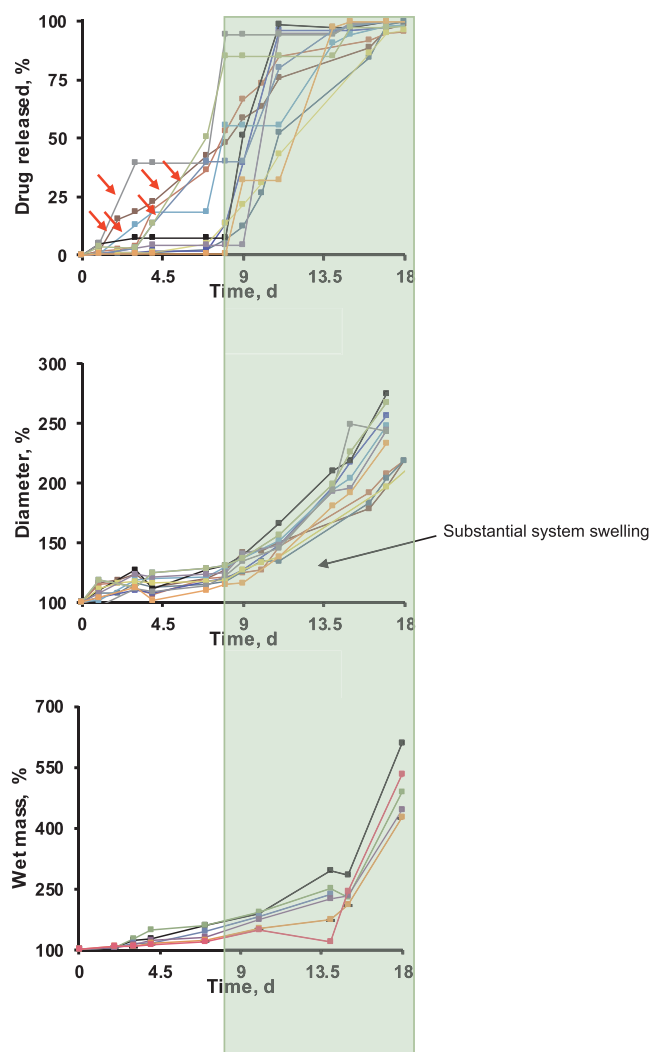 100
75
50
25
0
Drug released, %
0 4.5 9 13.5 18
Time, d
300
250
200
150
100
Diameter, %
Substantial system swelling
0 4.5 9 13.5 18
Time, d
700
550
400
250
100
Wet mass, %
0 4.5 9 13.5 18
Time, d